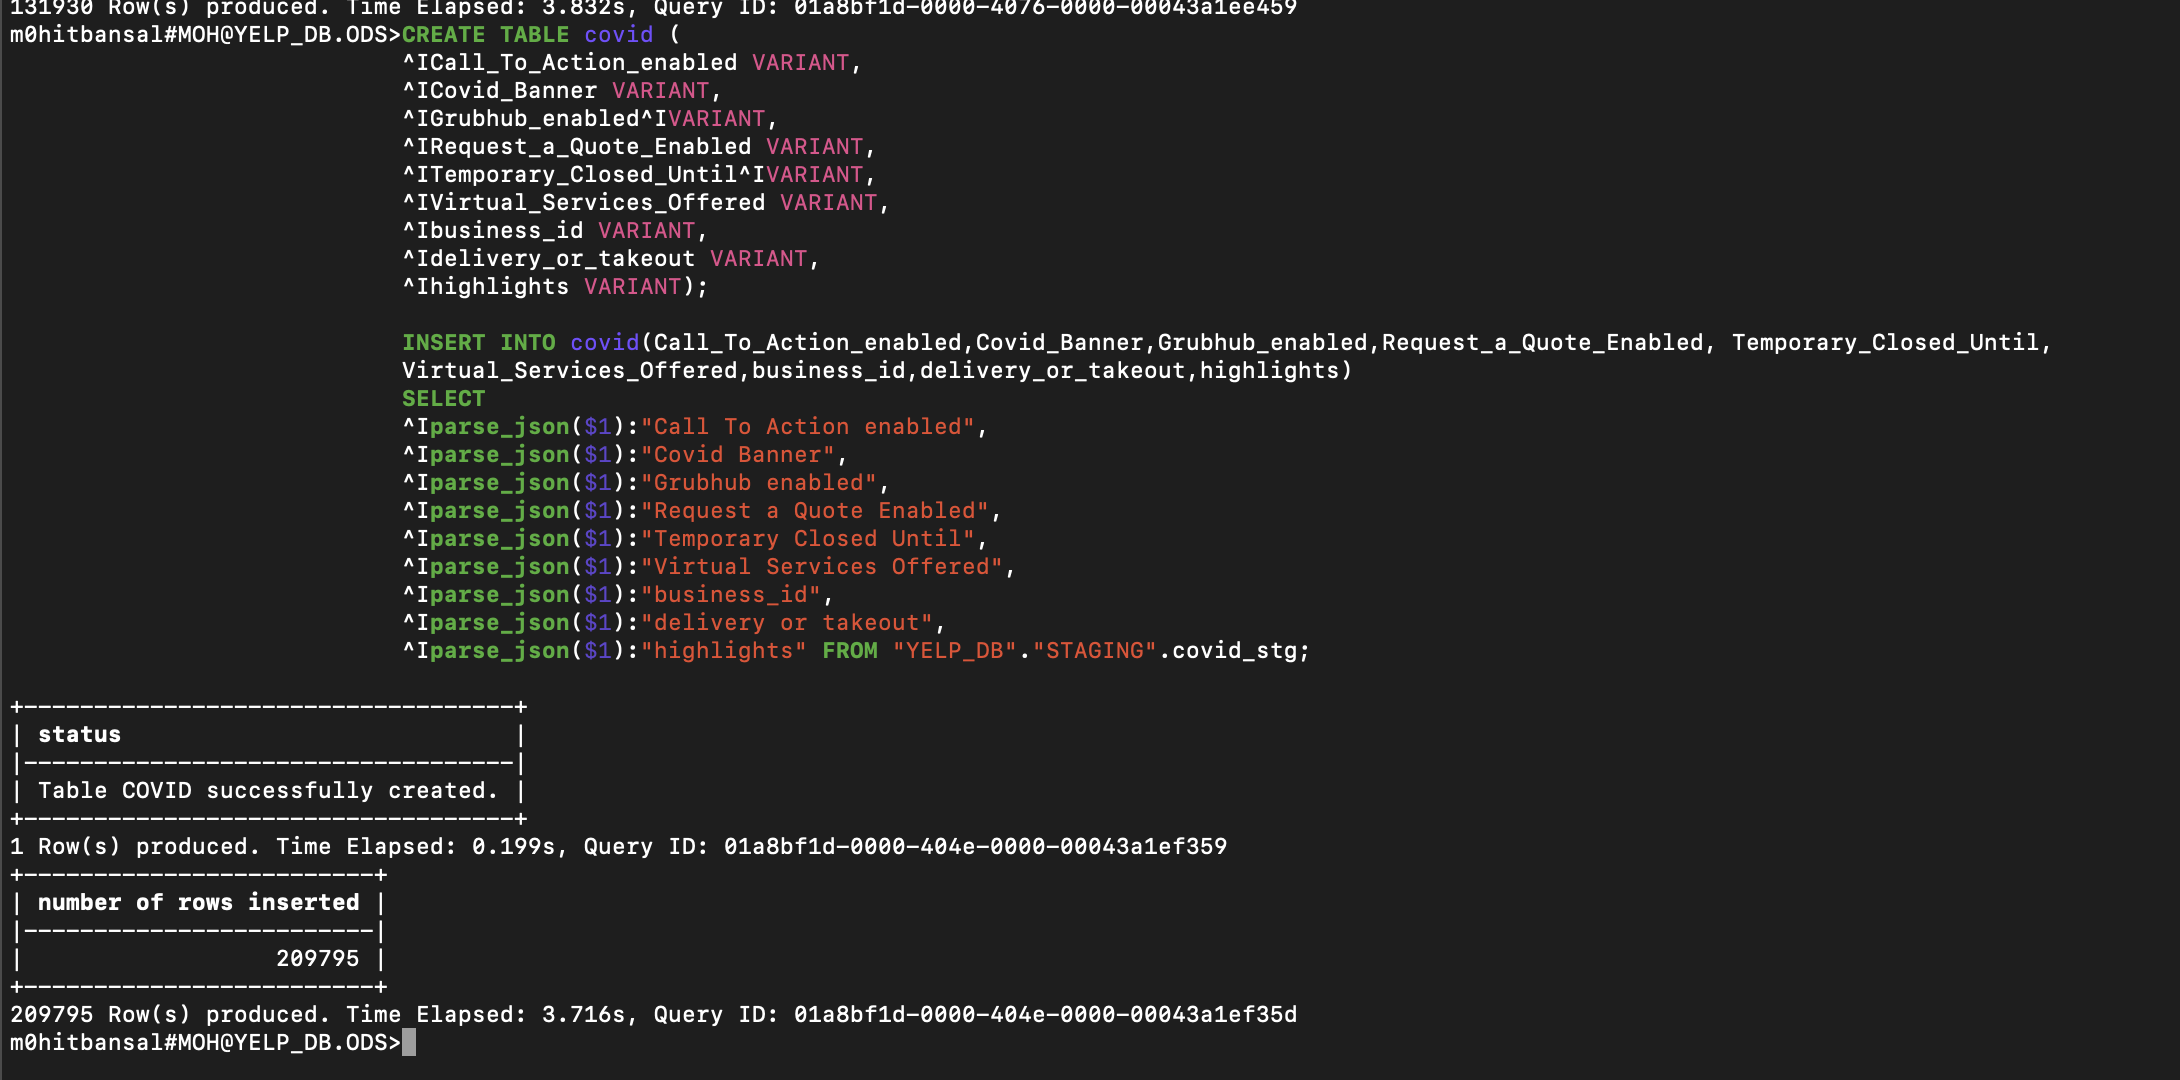 131930 Row(s) produced. Time Elapsed: 3.832s, Query ID: 01a8bf1d-0000-4076-0000-00043a1ee459
m0hitbansal#MOH@YELP_DB.ODS>CREATE TABLE covid (
^ICall_To_Action_enabled VARIANT,
^ICovid_Banner VARIANT,
^IGrubhub_enabled^IVARIANT,
^IRequest_a_Quote_Enabled VARIANT,
^ITemporary_Closed_Until^IVARIANT,
^IVirtual_Services_Offered VARIANT,
^Ibusiness_id VARIANT,
^Idelivery_or_takeout VARIANT,
^Ihighlights VARIANT);
INSERT INTO covid(Call_To_Action_enabled,Covid_Banner,Grubhub_enabled,Request_a_Quote_Enabled, Temporary_Closed_Until,
Virtual_Services_Offered,business_id,delivery_or_takeout,highlights)
SELECT
^Iparse_json($1):"Call To Action enabled",
^Iparse_json($1):"Covid Banner",
^Iparse_json($1):"Grubhub enabled",
^Iparse_json($1):"Request a Quote Enabled",
^Iparse_json($1):"Temporary Closed Until",
^Iparse_json($1):"Virtual Services Offered",
^Iparse_json($1):"business_id",
^Iparse_json($1):"delivery or takeout",
^Iparse_json($1):"highlights" FROM "YELP_DB"."STAGING".covid_stg;
+-----------------------------------+
| status                            |
|-----------------------------------|
| Table COVID successfully created. |
+-----------------------------------+
1 Row(s) produced. Time Elapsed: 0.199s, Query ID: 01a8bf1d-0000-404e-0000-00043a1ef359
+-------------------------+
| number of rows inserted |
|-------------------------|
|                  209795 |
+-------------------------+
209795 Row(s) produced. Time Elapsed: 3.716s, Query ID: 01a8bf1d-0000-404e-0000-00043a1ef35d
m0hitbansal#MOH@YELP_DB.ODS>